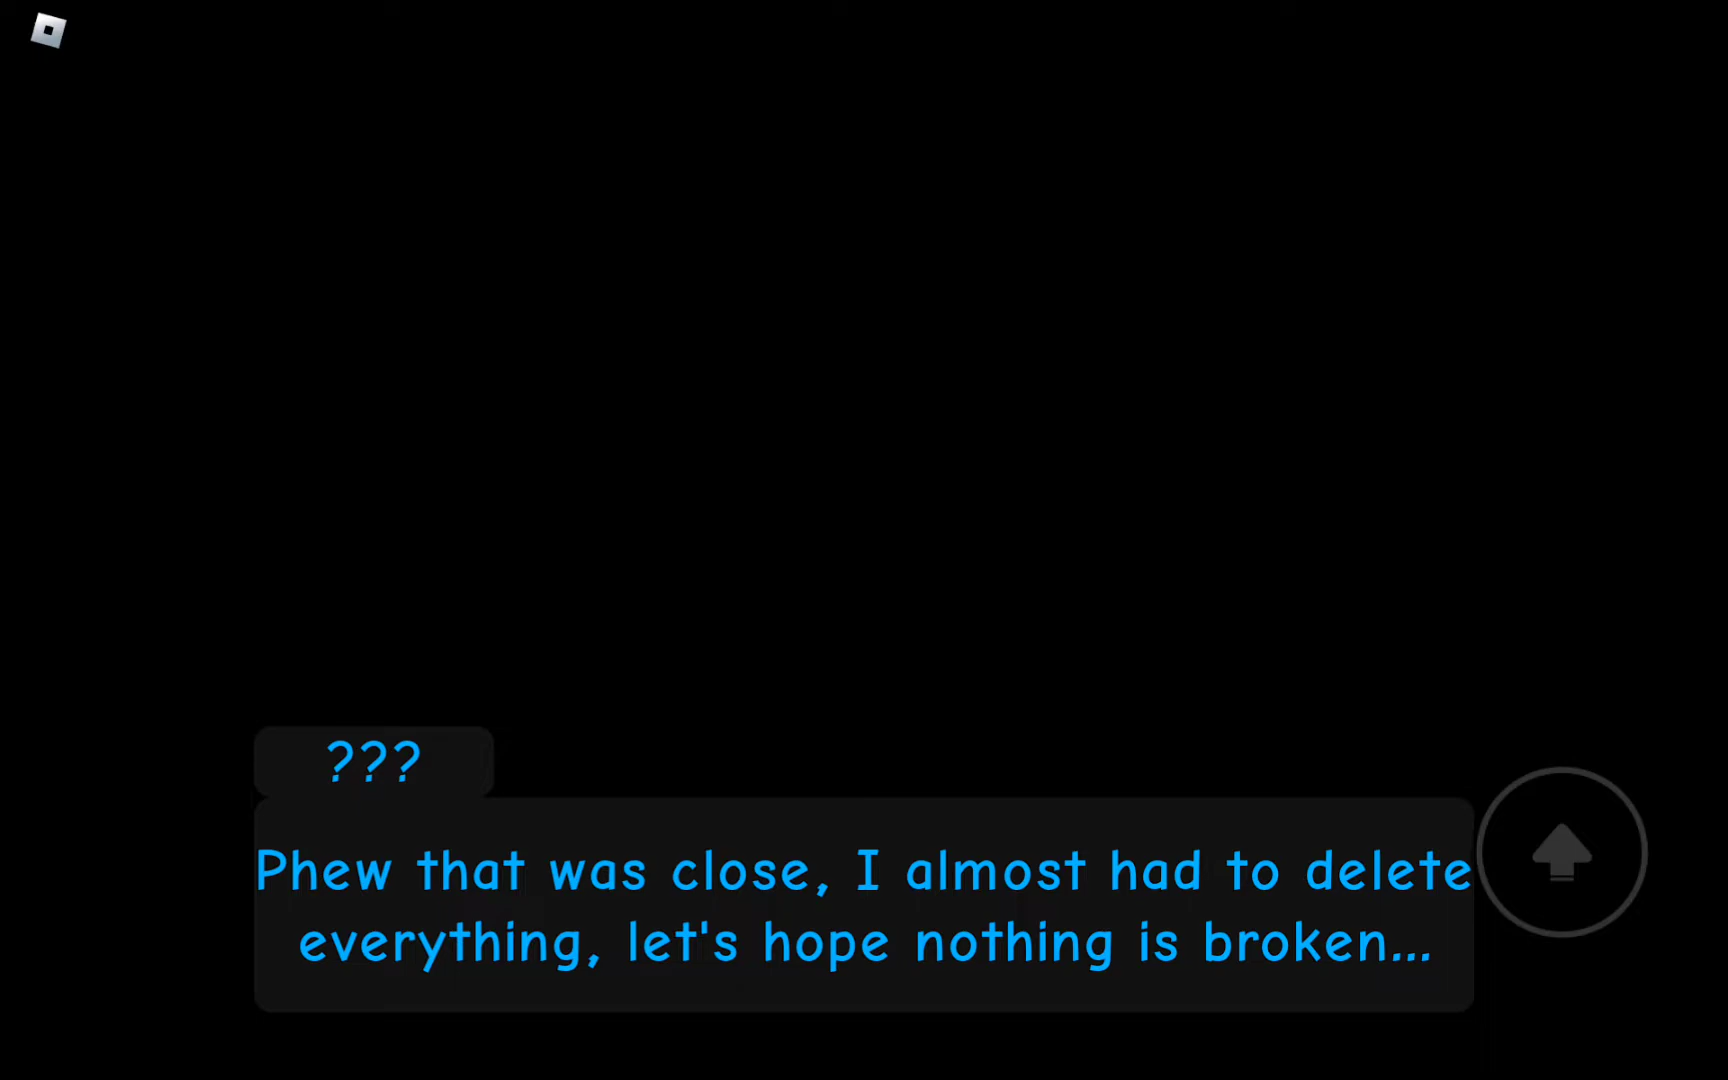 ???
Phew that was close, I almost had to delete
everything, let's hope nothing is broken...